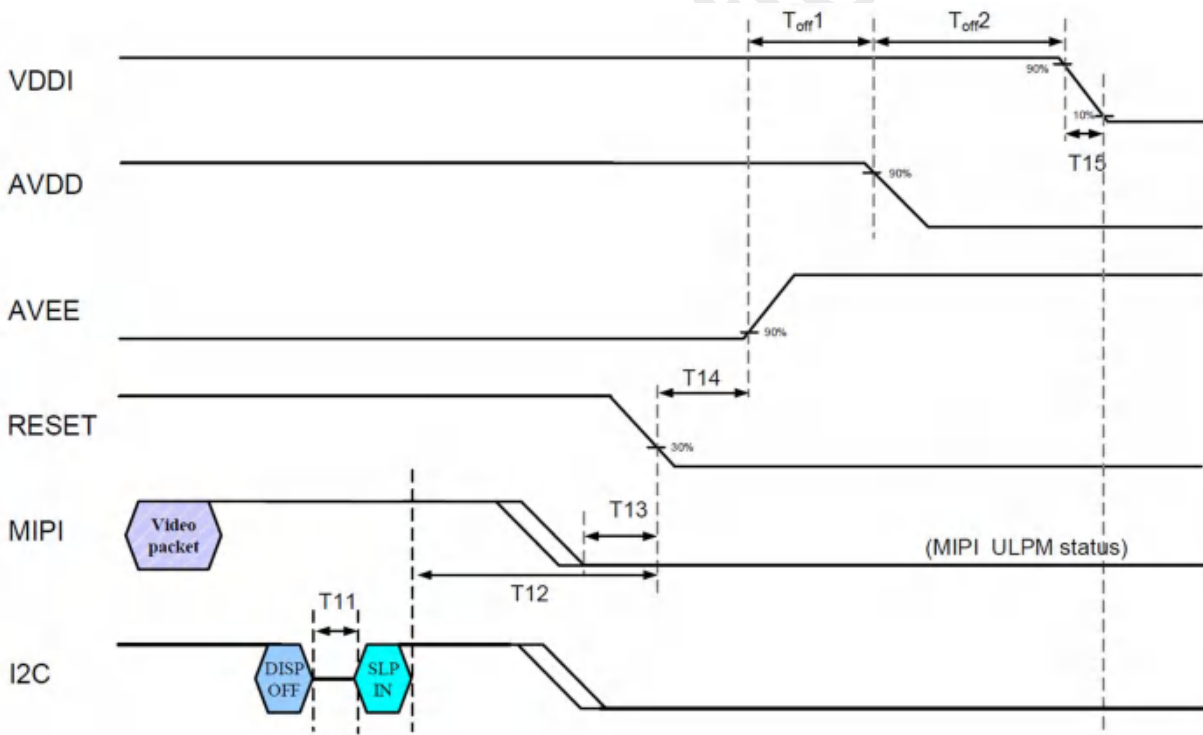 Toff1 Toff2
VDDI 90% 10%
T15
AVDD 90%
AVEE 90%
T14
RESET 30%
T13
MIPI Video packet (MIPI ULPM status)
T12
T11
I2C DISP OFF SLP IN